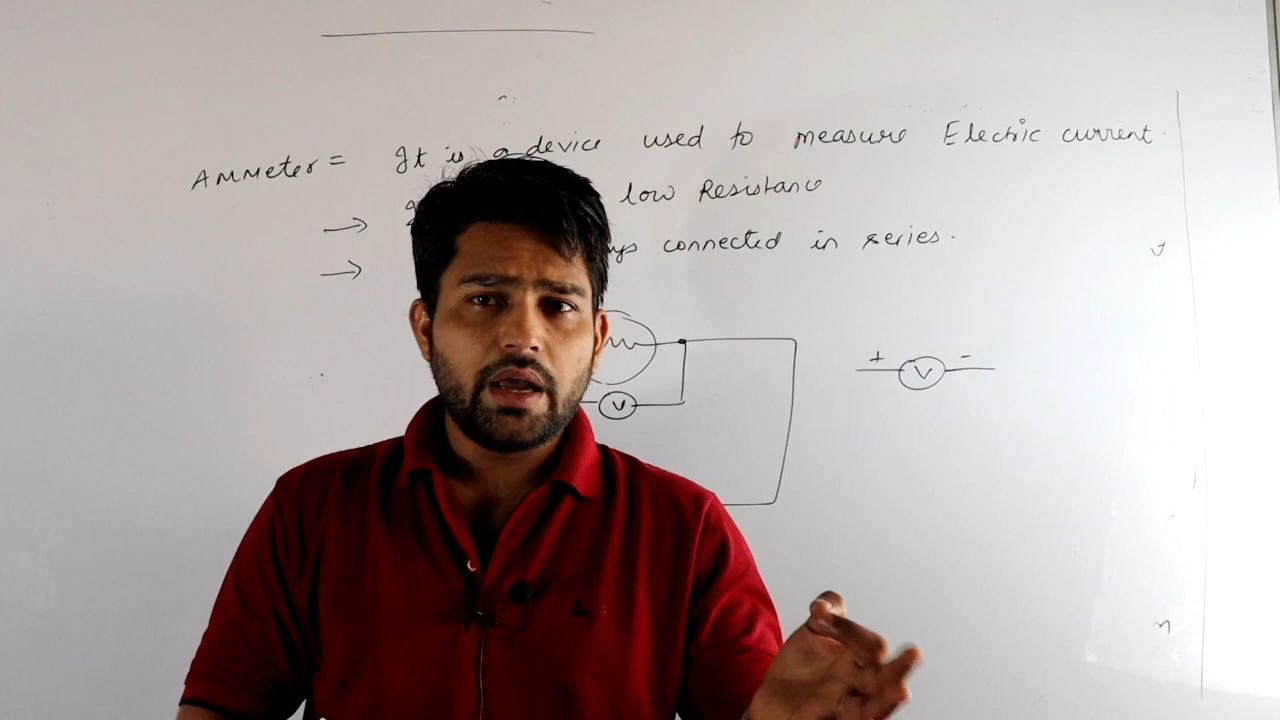 AMMeter = It is a device used to measure Electric current.
→ low Resistance
→ connected in series.
V
+ V -